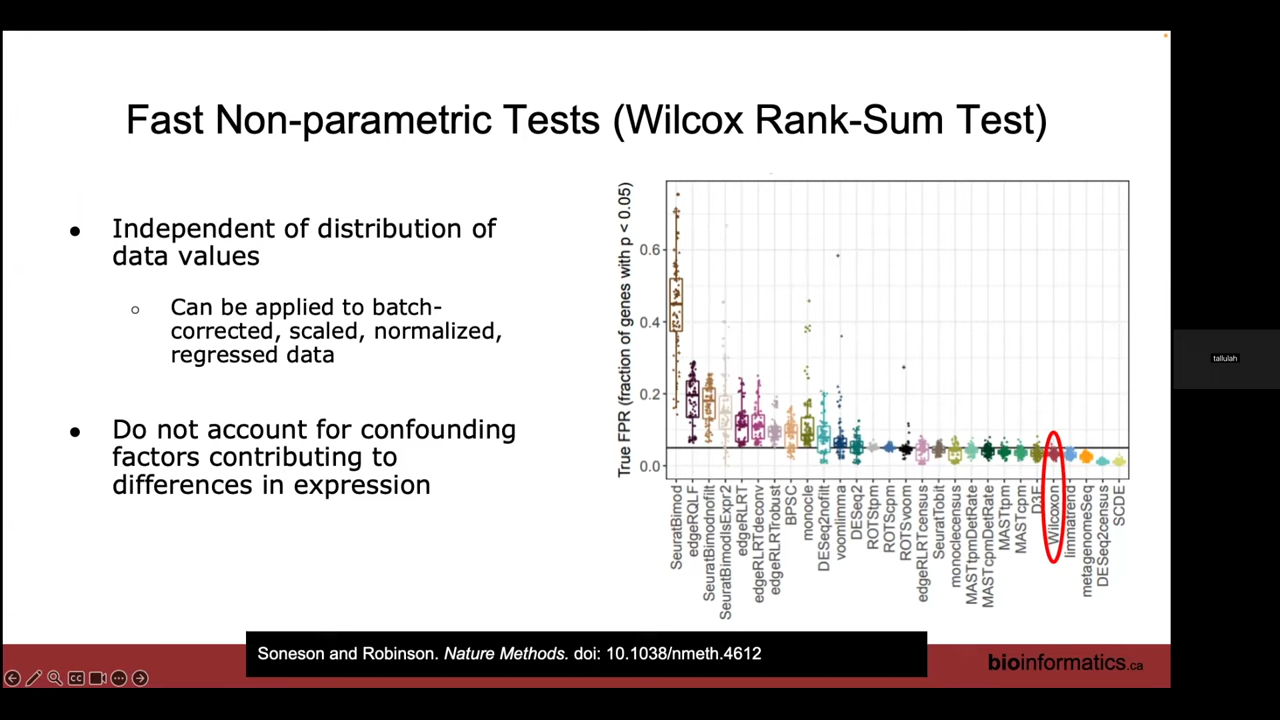 Fast Non-parametric Tests (Wilcox Rank-Sum Test)
● Independent of distribution of
data values
○ Can be applied to batch-
corrected, scaled, normalized,
regressed data
● Do not account for confounding
factors contributing to
differences in expression
True FPR (fraction of genes with p < 0.05)
0.6
0.4
0.2
0.0
SeuratBimod
edgeRQLF
SeuratBimodnofilt
SeuratBimodIsExpr2
edgeRLRT
edgeRLRTdeconv
edgeRLRTrobust
BPSC
monocle
DESeq2nofilt
voomlimma
DESeq2
ROTStpm
ROTScpm
ROTSvoom
edgeRLRTcensus
SeuratTobit
monoclecensus
MASTtpmDetRate
MASTcpmDetRate
MASTtpm
MASTcpm
D3E
Wilcoxon
limmatrend
metagenomeSeq
DESeq2census
SCDE
Soneson and Robinson. Nature Methods. doi: 10.1038/nmeth.4612
bioinformatics.ca
CC
tallulah